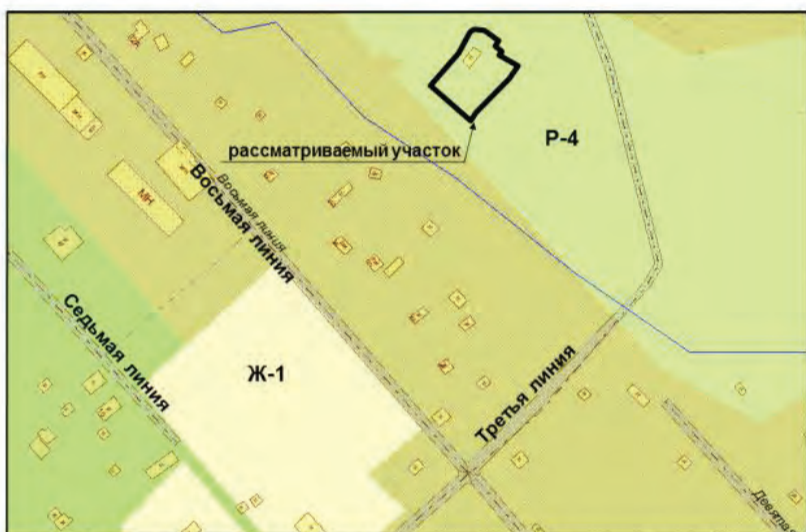 рассматриваемый участок
Р-4
МН
Восьмая линия
Восьмая линия
Седьмая линия
Ж-1
Третья линия